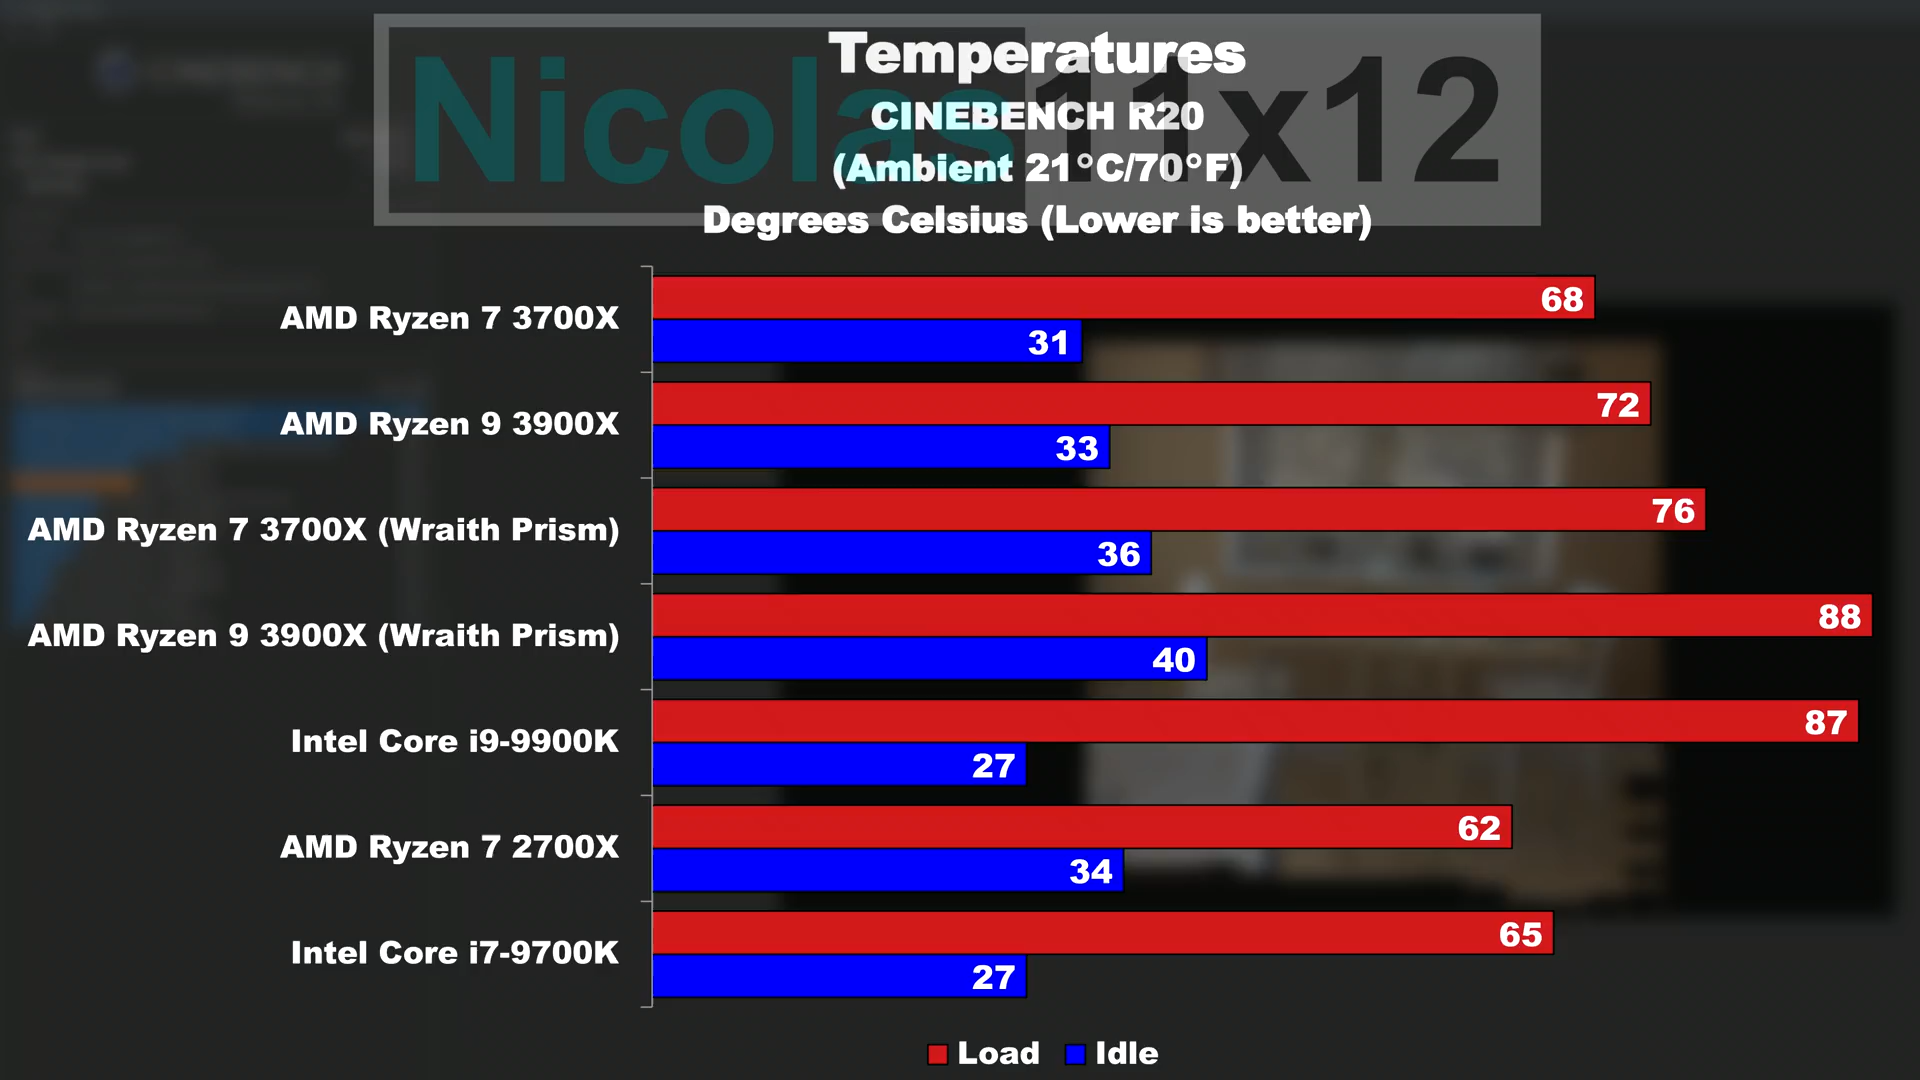 Nicolas11x12
Temperatures
CINEBENCH R20
(Ambient 21°C/70°F)
Degrees Celsius (Lower is better)
AMD Ryzen 7 3700X
68
31
AMD Ryzen 9 3900X
72
33
AMD Ryzen 7 3700X (Wraith Prism)
76
36
AMD Ryzen 9 3900X (Wraith Prism)
88
40
Intel Core i9-9900K
87
27
AMD Ryzen 7 2700X
62
34
Intel Core i7-9700K
65
27
Load Idle
CINEBENCH